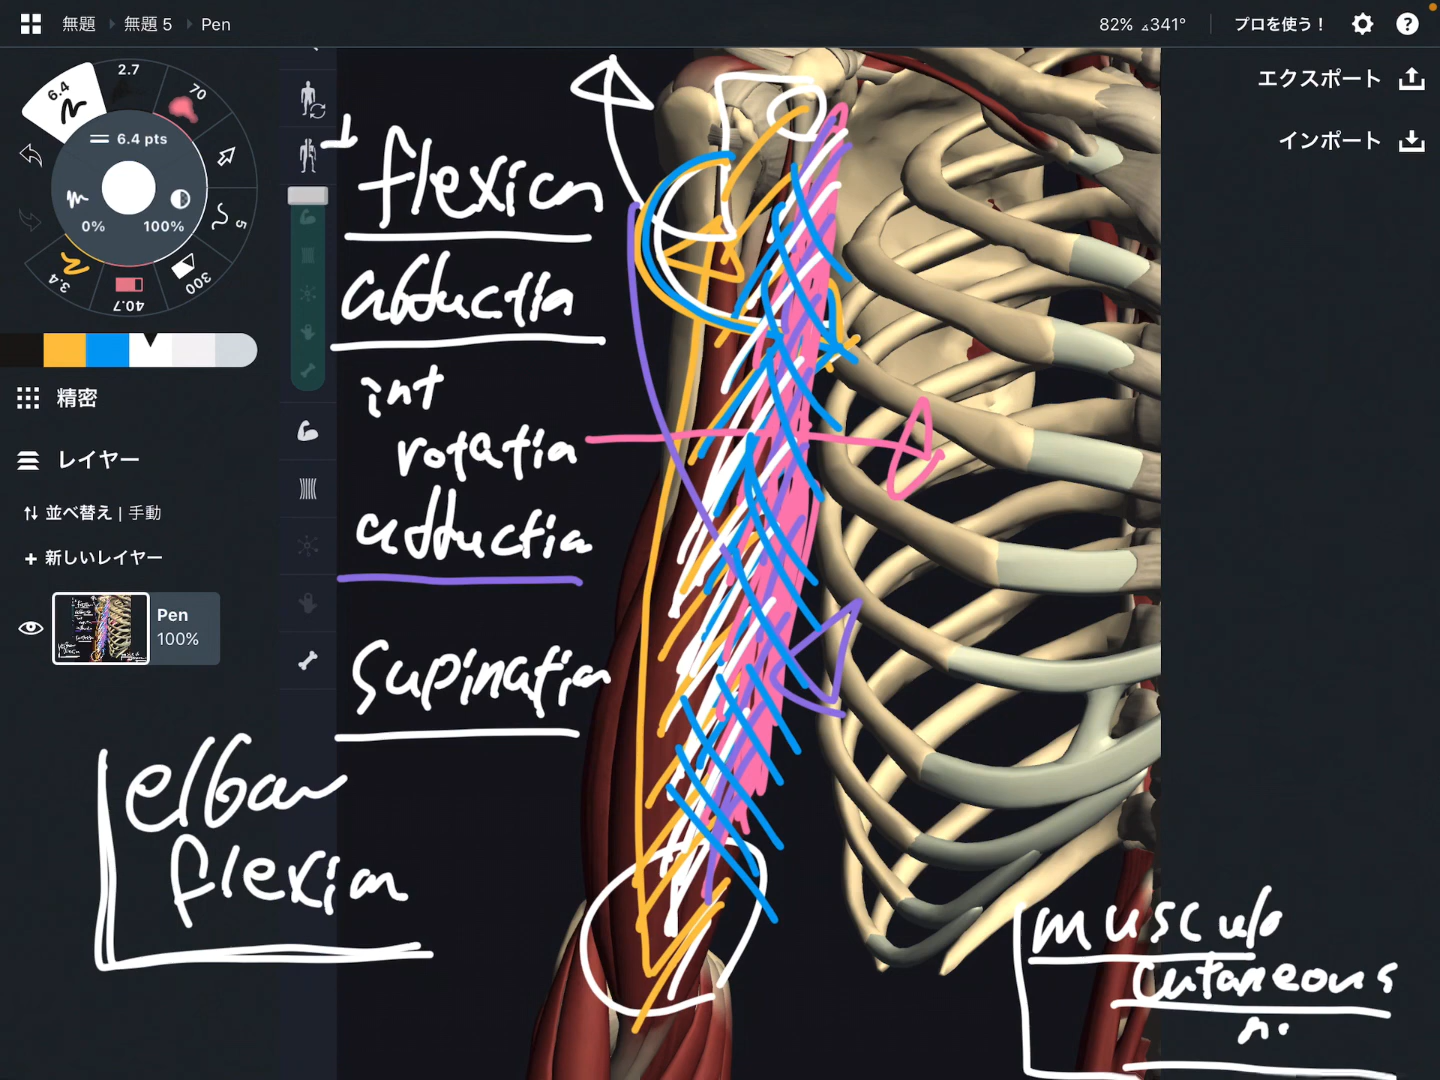 無題 無題 5 Pen
82% ∡341° プロを使う！
エクスポート
インポート
2.7
6.4
70
6.4 pts
0% 100%
5
3.4
40.7
300
精密
レイヤー
並べ替え | 手動
+ 新しいレイヤー
Pen
100%
flexion
abduction
int
rotation
adduction
supination
elbow
flexion
musculo
cutaneous
n.